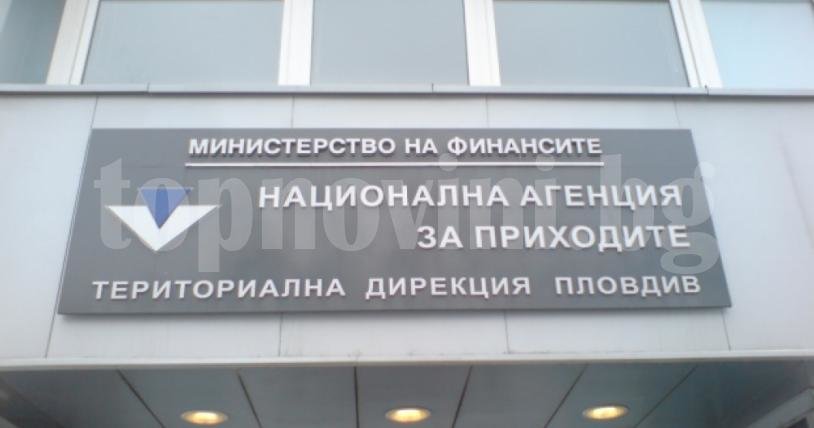 МИНИСТЕРСТВО НА ФИНАНСИТЕ
НАЦИОНАЛНА АГЕНЦИЯ
ЗА ПРИХОДИТЕ
ТЕРИТОРИАЛНА ДИРЕКЦИЯ ПЛОВДИВ
topnovini.bg